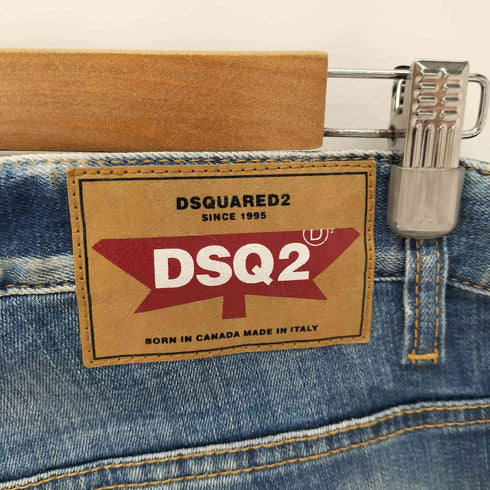 DSQUARED2
SINCE 1995
D2
DSQ2
BORN IN CANADA MADE IN ITALY